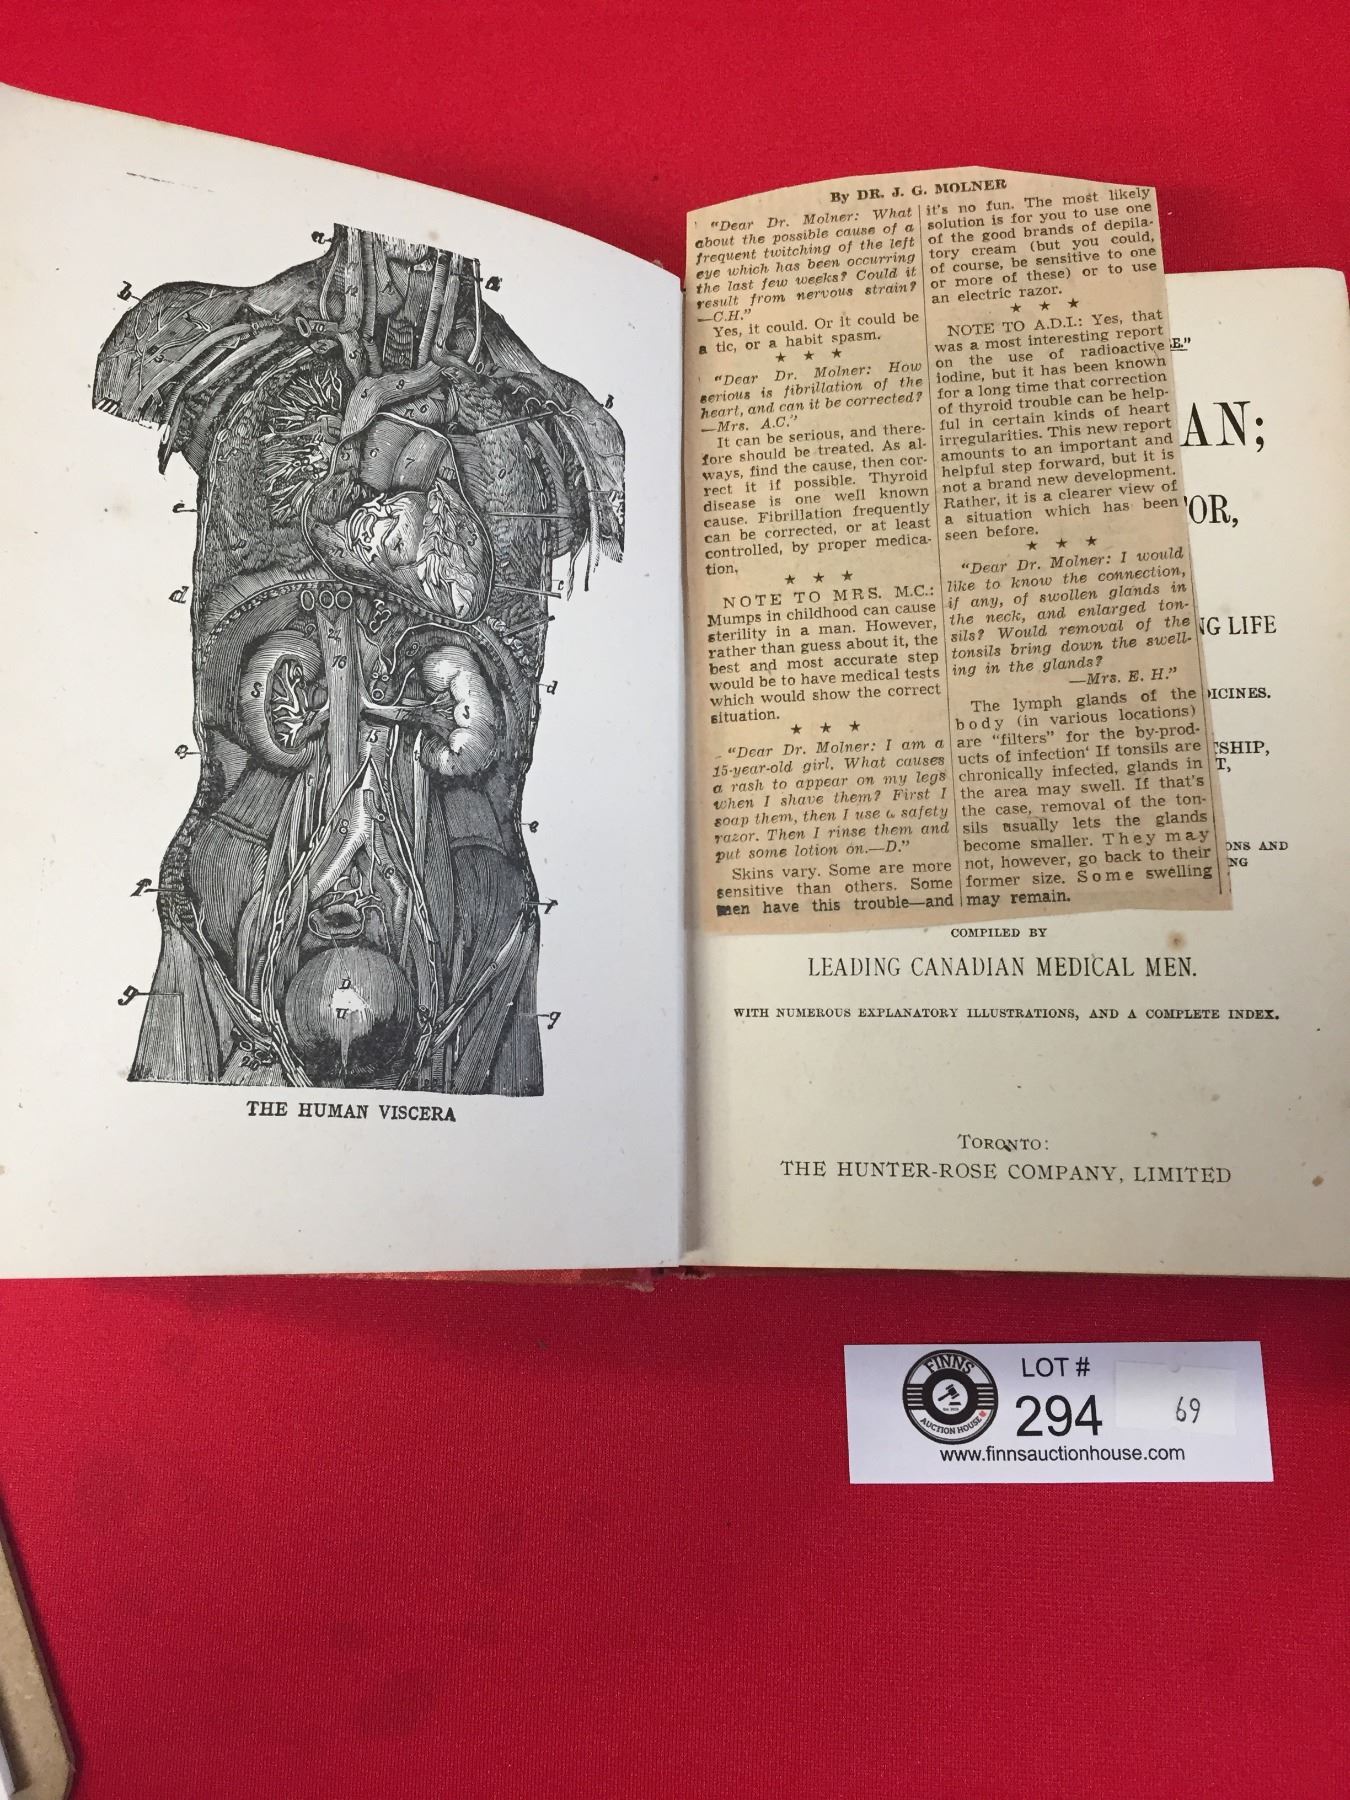 THE HUMAN VISCERA
By DR. J. G. MOLNER
"Dear Dr. Molner: What
about the possible cause of a
frequent twitching of the left
eye which has been occurring
the last few weeks? Could it
result from nervous strain?
—C.H."
Yes, it could. Or it could be
a tic, or a habit spasm.
★ ★ ★
"Dear Dr. Molner: How
serious is fibrillation of the
heart, and can it be corrected?
—Mrs. A.C."
It can be serious, and there-
fore should be treated. As al-
ways, find the cause, then cor-
rect it if possible. Thyroid
disease is one well known
cause. Fibrillation frequently
can be corrected, or at least
controlled, by proper medica-
tion.
★ ★ ★
NOTE TO MRS. M.C.:
Mumps in childhood can cause
sterility in a man. However,
rather than guess about it, the
best and most accurate step
would be to have medical tests
which would show the correct
situation.
★ ★ ★
"Dear Dr. Molner: I am a
15-year-old girl. What causes
a rash to appear on my legs
when I shave them? First I
soap them, then I use a safety
razor. Then I rinse them and
put some lotion on.—D."
Skins vary. Some are more
sensitive than others. Some
men have this trouble—and
it's no fun. The most likely
solution is for you to use one
of the good brands of depila-
tory cream (but you could,
of course, be sensitive to one
or more of these) or to use
an electric razor.
★ ★ ★
NOTE TO A.D.I.: Yes, that
was a most interesting report
on the use of radioactive
iodine, but it has been known
for a long time that correction
of thyroid trouble can be help-
ful in certain kinds of heart
irregularities. This new report
amounts to an important and
helpful step forward, but it is
not a brand new development.
Rather, it is a clearer view of
a situation which has been
seen before.
★ ★ ★
"Dear Dr. Molner: I would
like to know the connection,
if any, of swollen glands in
the neck, and enlarged ton-
sils? Would removal of the
tonsils bring down the swell-
ing in the glands?
—Mrs. E. H."
The lymph glands of the
body (in various locations)
are "filters" for the by-prod-
ucts of infection' If tonsils are
chronically infected, glands in
the area may swell. If that's
the case, removal of the ton-
sils usually lets the glands
become smaller. They may
not, however, go back to their
former size. Some swelling
may remain.
E."
AN;
OR,
NG LIFE
ICINES.
SHIP,
T,
ONS AND
NG
COMPILED BY
LEADING CANADIAN MEDICAL MEN.
WITH NUMEROUS EXPLANATORY ILLUSTRATIONS, AND A COMPLETE INDEX.
TORONTO:
THE HUNTER-ROSE COMPANY, LIMITED
FINNS
AUCTION HOUSE
LOT #
294
69
www.finnsauctionhouse.com